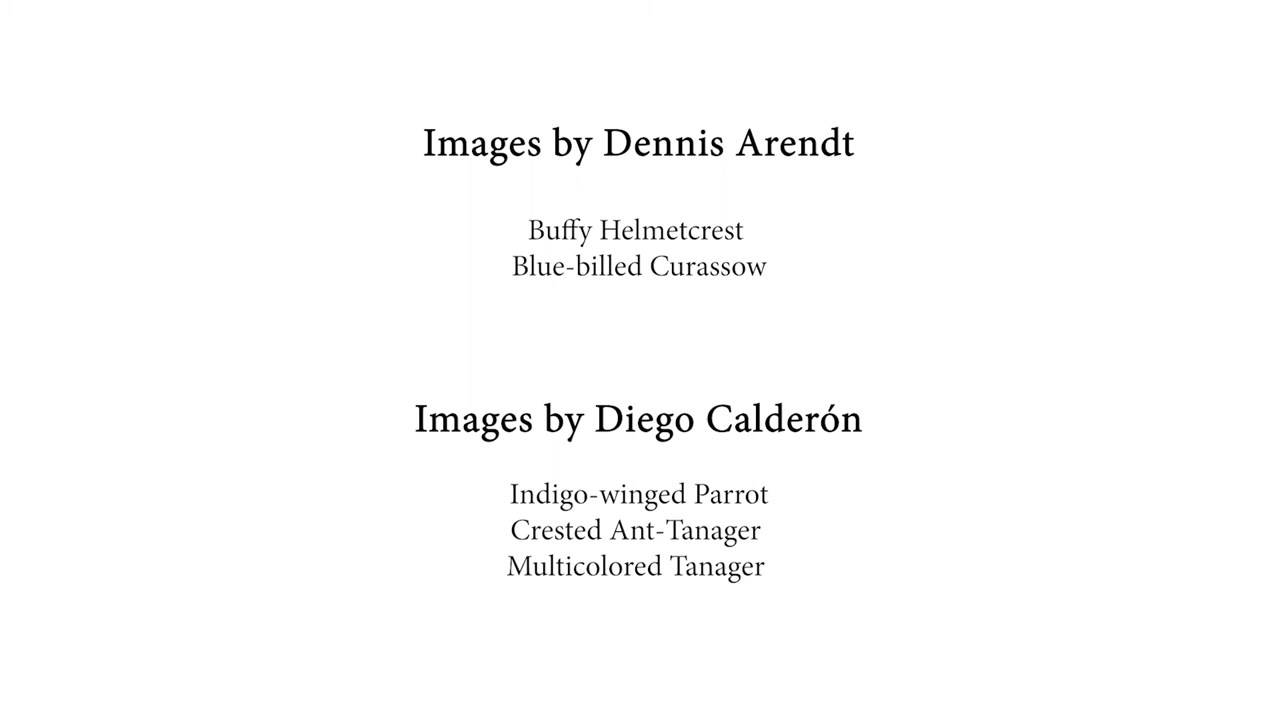 Images by Dennis Arendt
Buffy Helmetcrest
Blue-billed Curassow
Images by Diego Calderón
Indigo-winged Parrot
Crested Ant-Tanager
Multicolored Tanager